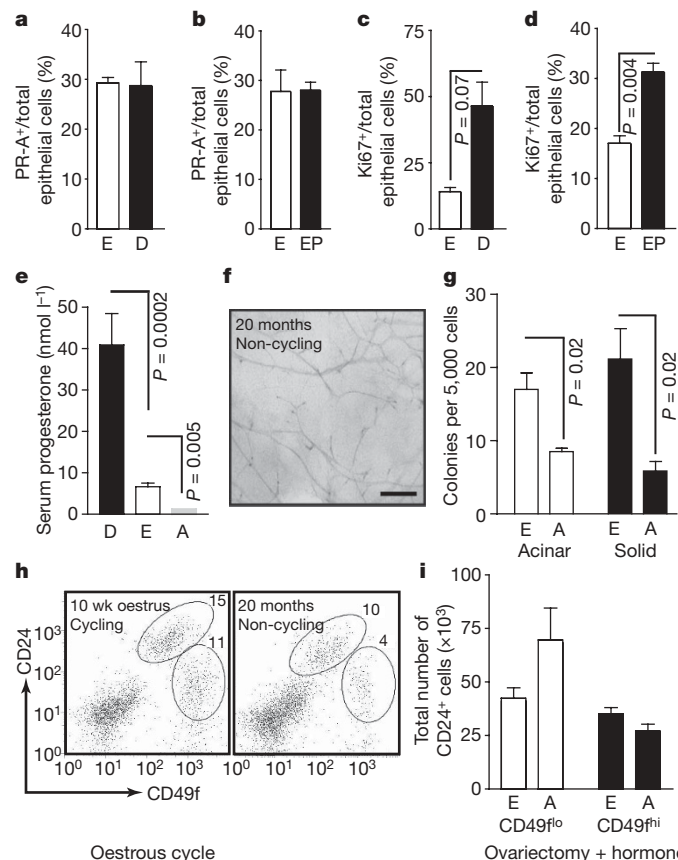 a
PR-A⁺/total
epithelial cells (%)
40
30
20
10
0
E D
b
PR-A⁺/total
epithelial cells (%)
40
30
20
10
0
E EP
c
Ki67⁺/total
epithelial cells (%)
75
50
25
0
P = 0.07
E D
d
Ki67⁺/total
epithelial cells (%)
40
30
20
10
0
P = 0.004
E EP
e
Serum progesterone (nmol l⁻¹)
50
40
30
20
10
0
P = 0.0002
P = 0.005
D E A
f
20 months
Non-cycling
g
Colonies per 5,000 cells
30
20
10
0
P = 0.02
P = 0.02
E A E A
Acinar Solid
h
CD24
10³
10²
10¹
10⁰
10 wk oestrus
Cycling
15
11
20 months
Non-cycling
10
4
10⁰ 10¹ 10² 10³
10⁰ 10¹ 10² 10³
CD49f
i
Total number of
CD24⁺ cells (×10³)
100
75
50
25
0
E A E A
CD49fˡᵒ CD49fʰⁱ
Oestrous cycle
Ovariectomy + hormone